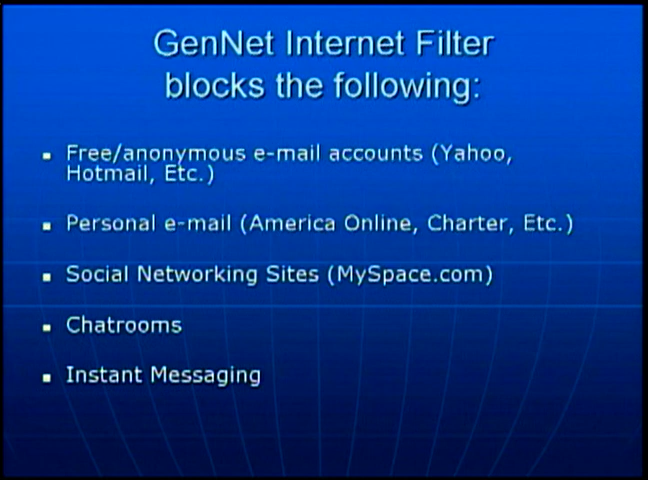 GenNet Internet Filter
blocks the following:
Free/anonymous e-mail accounts (Yahoo,
Hotmail, Etc.)
Personal e-mail (America Online, Charter, Etc.)
Social Networking Sites (MySpace.com)
Chatrooms
Instant Messaging